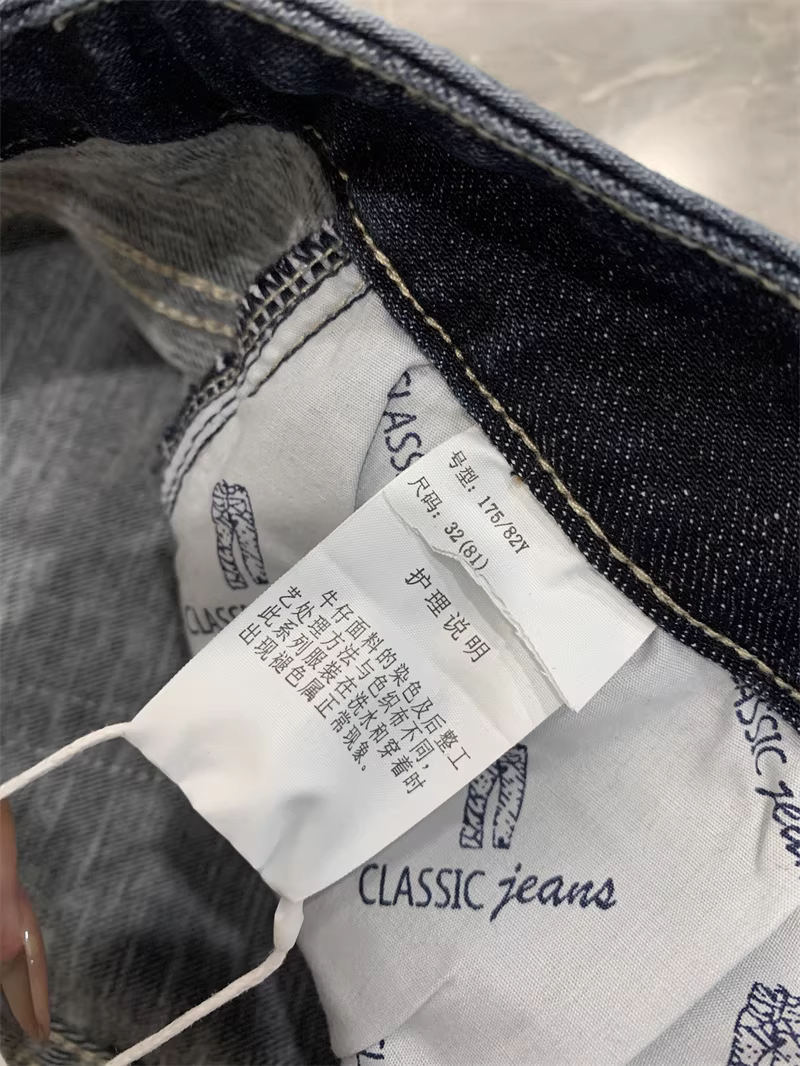 号型: 175/82Y
尺码: 32(81)
护理说明
牛仔面料的染色及后整工
艺处理方法与色织布不同,
此系列服装在洗水和穿着时
出现褪色属正常现象。
CLASS
CLASSIC
CLASSIC jeans
ASSIC jean